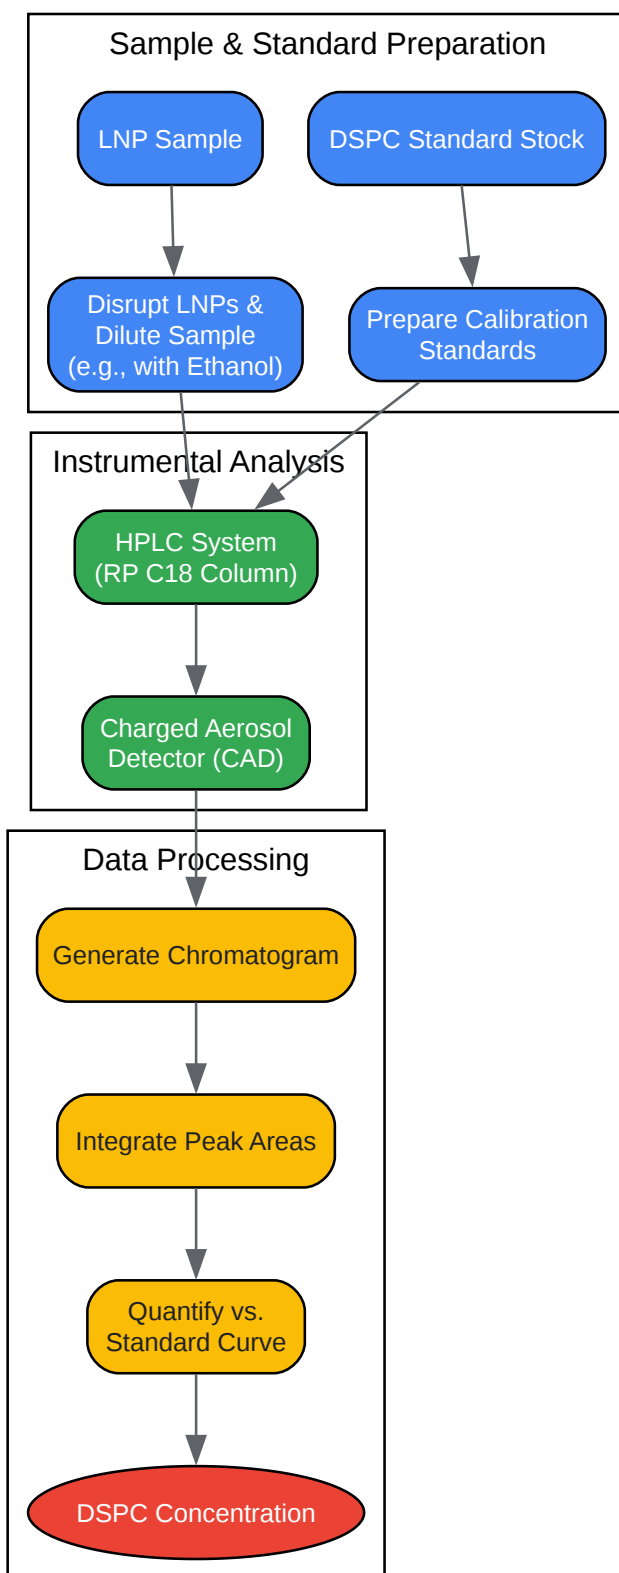 Sample & Standard Preparation
LNP Sample
DSPC Standard Stock
Disrupt LNPs &
Dilute Sample
(e.g., with Ethanol)
Prepare Calibration
Standards
Instrumental Analysis
HPLC System
(RP C18 Column)
Charged Aerosol
Detector (CAD)
Data Processing
Generate Chromatogram
Integrate Peak Areas
Quantify vs.
Standard Curve
DSPC Concentration